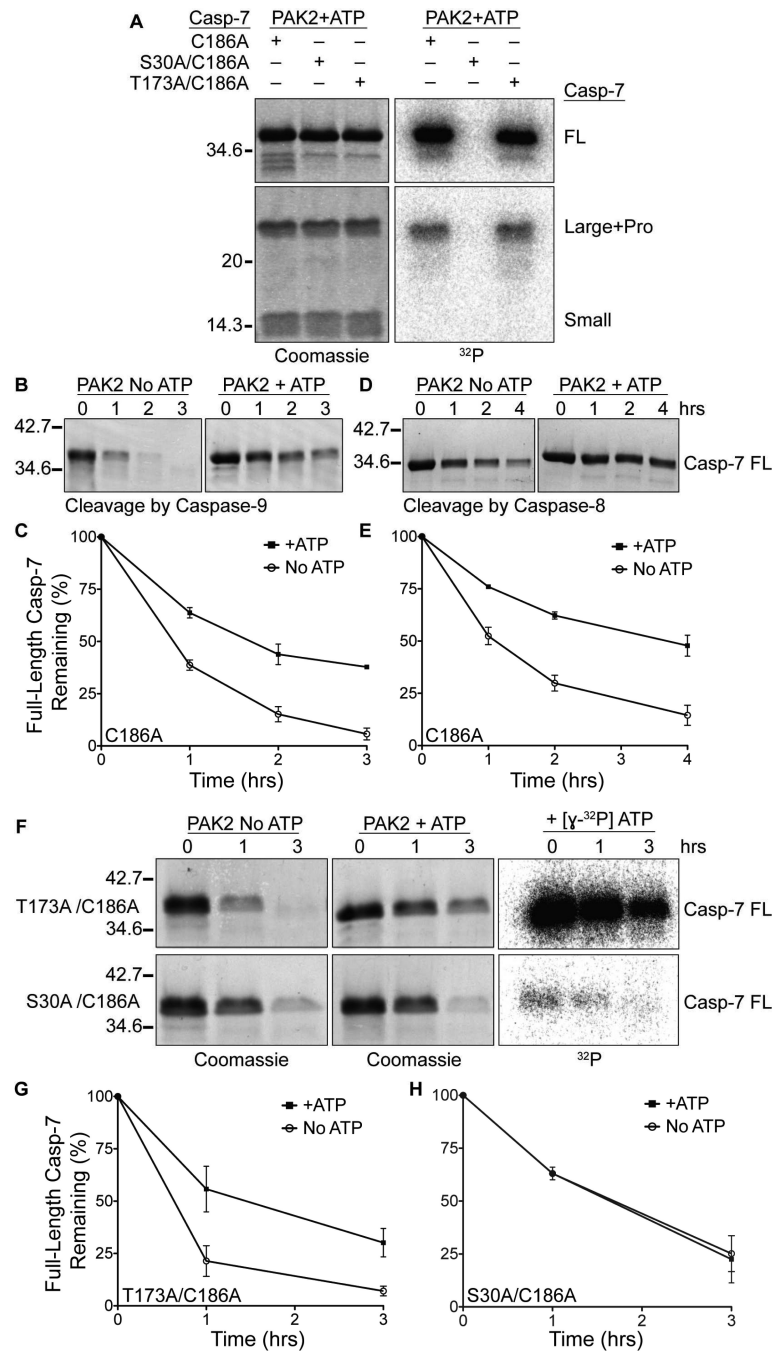 A
Casp-7 PAK2+ATP PAK2+ATP
C186A + – – + – –
S30A/C186A – + – – + –
T173A/C186A – – + – – +
Casp-7
34.6
FL
20
14.3
Large+Pro
Small
Coomassie 32P
B PAK2 No ATP PAK2 + ATP
0 1 2 3 0 1 2 3 hrs
42.7
34.6
Cleavage by Caspase-9
D PAK2 No ATP PAK2 + ATP
0 1 2 4 0 1 2 4
42.7
34.6
Casp-7 FL
Cleavage by Caspase-8
C
Full-Length Casp-7
Remaining (%)
100
75
50
25
0
+ATP
No ATP
C186A
0 1 2 3
Time (hrs)
E
100
75
50
25
0
+ATP
No ATP
C186A
0 1 2 3 4
Time (hrs)
F PAK2 No ATP PAK2 + ATP + [ɣ-32P] ATP
0 1 3 0 1 3 0 1 3 hrs
42.7
T173A /C186A
34.6
Casp-7 FL
42.7
S30A /C186A
34.6
Casp-7 FL
Coomassie Coomassie 32P
G
Full-Length Casp-7
Remaining (%)
100
75
50
25
0
+ATP
No ATP
T173A/C186A
0 1 2 3
Time (hrs)
H
100
75
50
25
0
+ATP
No ATP
S30A/C186A
0 1 2 3
Time (hrs)